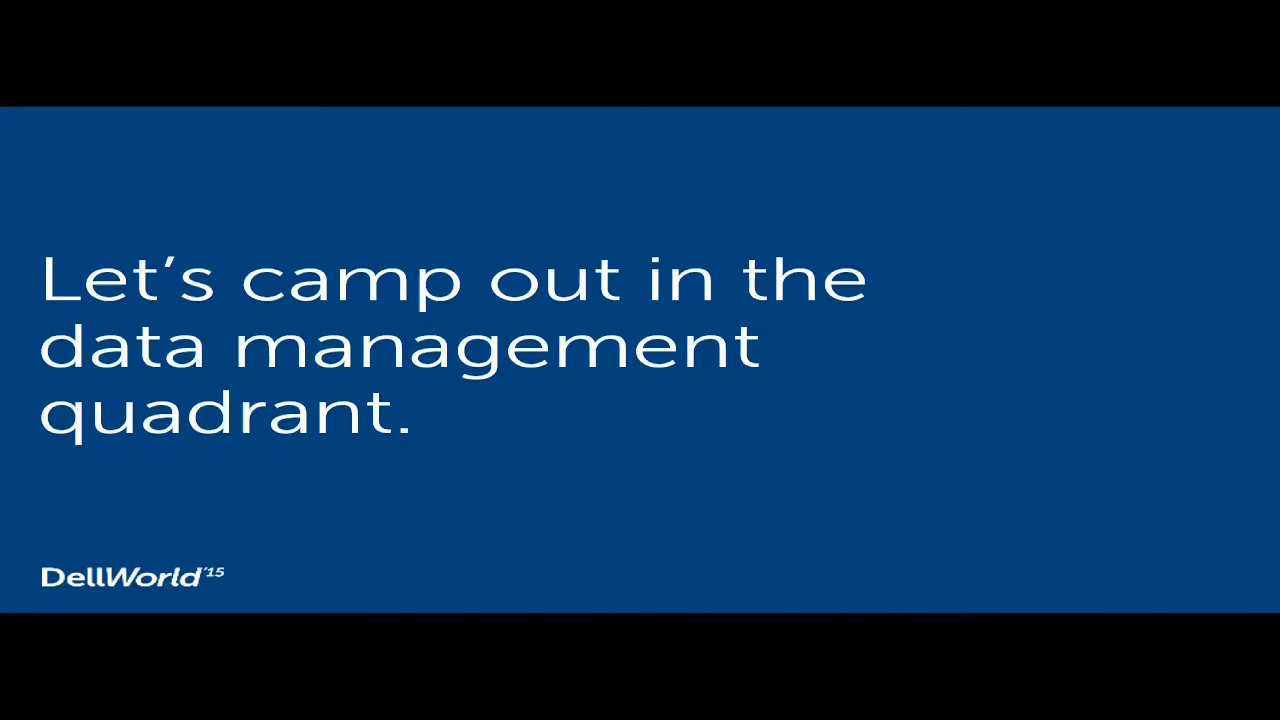 Let’s camp out in the
data management
quadrant.
DellWorld’15